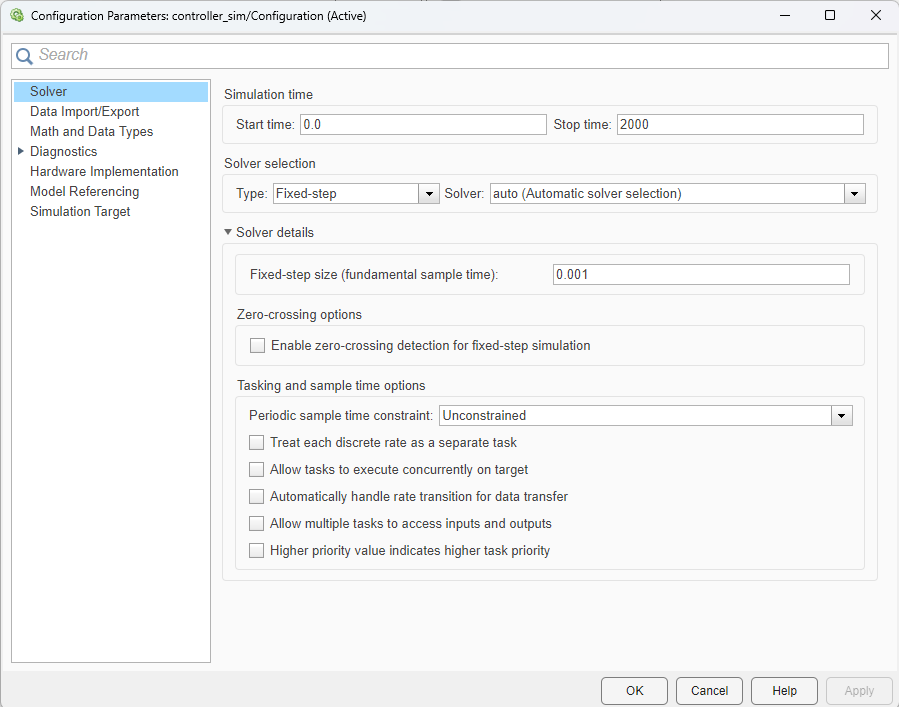 Configuration Parameters: controller_sim/Configuration (Active)
Search
Solver
Data Import/Export
Math and Data Types
Diagnostics
Hardware Implementation
Model Referencing
Simulation Target
Simulation time
Start time: 0.0 Stop time: 2000
Solver selection
Type: Fixed-step Solver: auto (Automatic solver selection)
Solver details
Fixed-step size (fundamental sample time): 0.001
Zero-crossing options
Enable zero-crossing detection for fixed-step simulation
Tasking and sample time options
Periodic sample time constraint: Unconstrained
Treat each discrete rate as a separate task
Allow tasks to execute concurrently on target
Automatically handle rate transition for data transfer
Allow multiple tasks to access inputs and outputs
Higher priority value indicates higher task priority
OK Cancel Help Apply